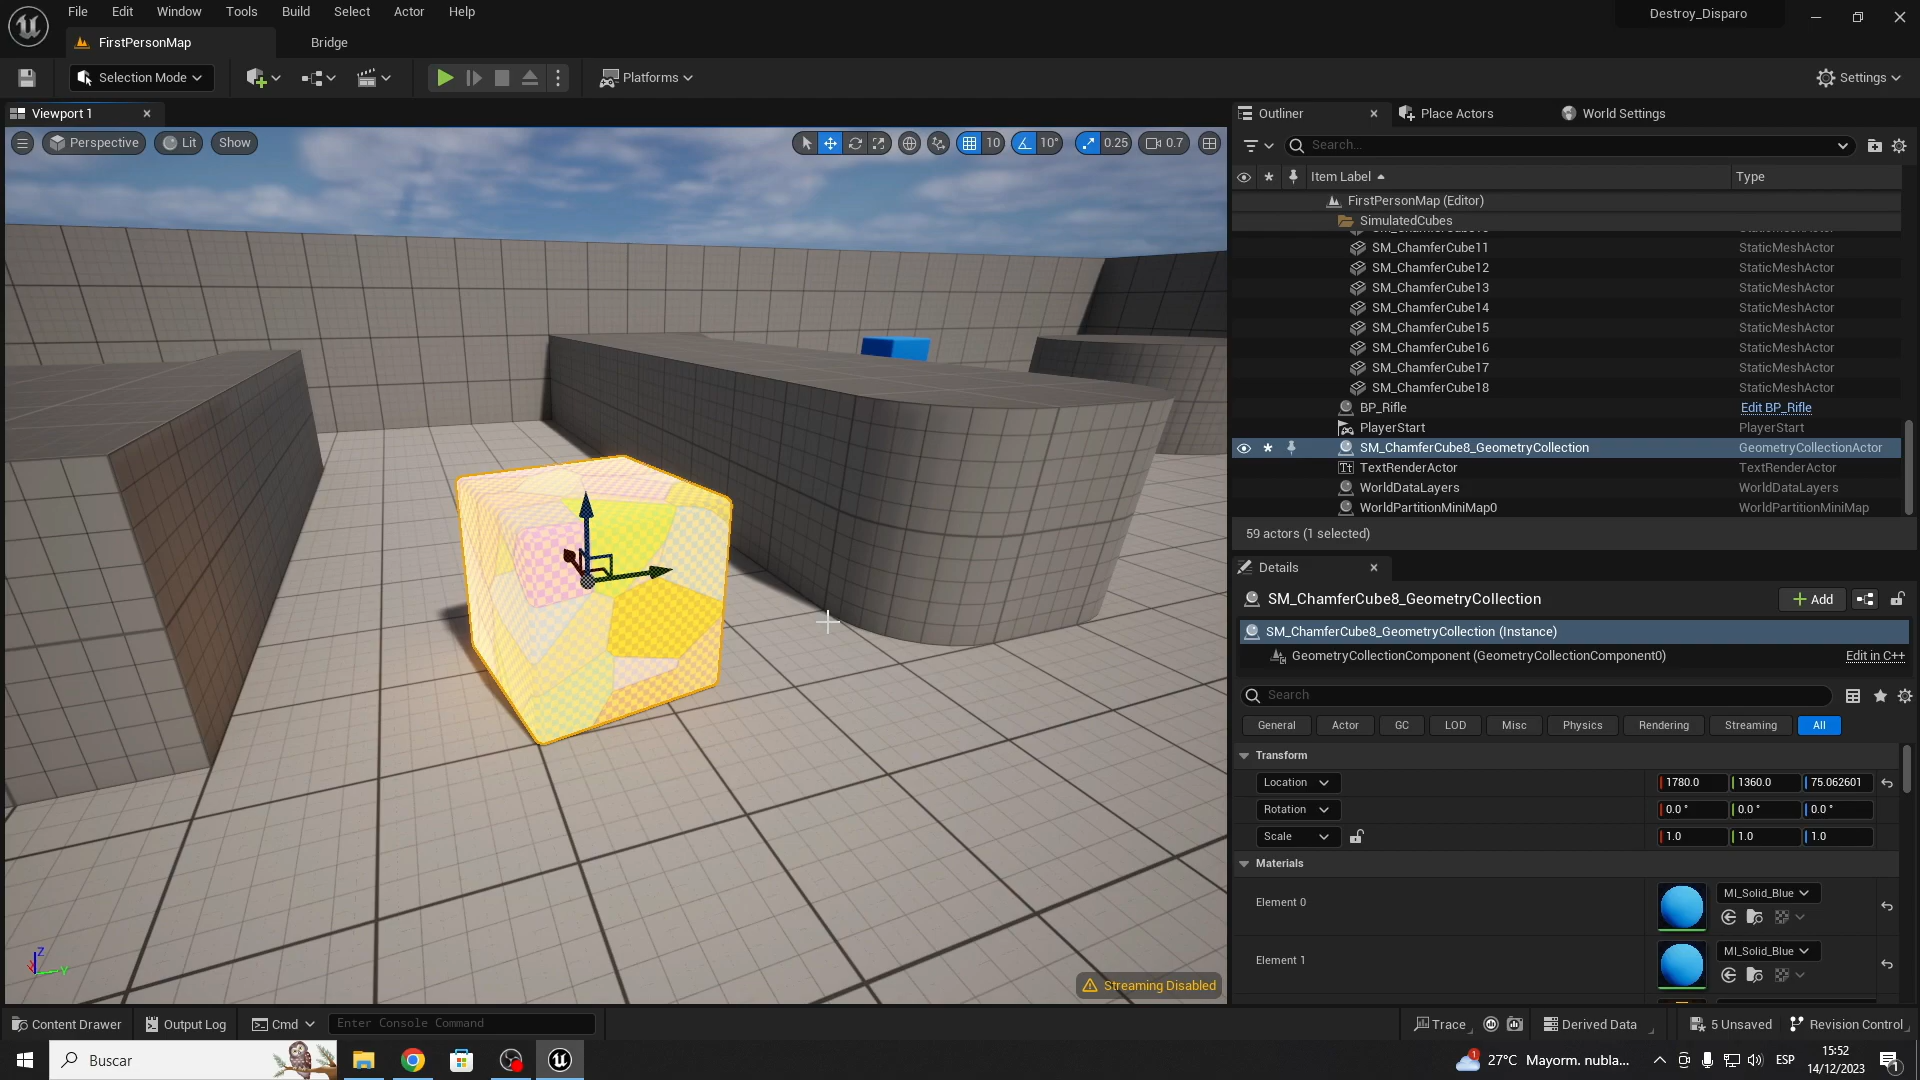 File Edit Window Tools Build Select Actor Help
Destroy_Disparo
FirstPersonMap
Bridge
Selection Mode
Platforms
Settings
Viewport 1
Perspective
Lit
Show
10
10°
0.25
0.7
Outliner
Place Actors
World Settings
Search...
Item Label
Type
FirstPersonMap (Editor)
SimulatedCubes
SM_ChamferCube11 StaticMeshActor
SM_ChamferCube12 StaticMeshActor
SM_ChamferCube13 StaticMeshActor
SM_ChamferCube14 StaticMeshActor
SM_ChamferCube15 StaticMeshActor
SM_ChamferCube16 StaticMeshActor
SM_ChamferCube17 StaticMeshActor
SM_ChamferCube18 StaticMeshActor
BP_Rifle Edit BP_Rifle
PlayerStart PlayerStart
SM_ChamferCube8_GeometryCollection GeometryCollectionActor
TextRenderActor TextRenderActor
WorldDataLayers WorldDataLayers
WorldPartitionMiniMap0 WorldPartitionMiniMap
59 actors (1 selected)
Details
SM_ChamferCube8_GeometryCollection
Add
SM_ChamferCube8_GeometryCollection (Instance)
GeometryCollectionComponent (GeometryCollectionComponent0)
Edit in C++
Search
General Actor GC LOD Misc Physics Rendering Streaming All
Transform
Location 1780.0 1360.0 75.062601
Rotation 0.0 ° 0.0 ° 0.0 °
Scale 1.0 1.0 1.0
Materials
Element 0 MI_Solid_Blue
Element 1 MI_Solid_Blue
Z
Y
Streaming Disabled
Content Drawer
Output Log
Cmd
Enter Console Command
Trace
Derived Data
5 Unsaved
Revision Control
Buscar
1
27°C Mayorm. nubla...
ESP
15:52
14/12/2023
1